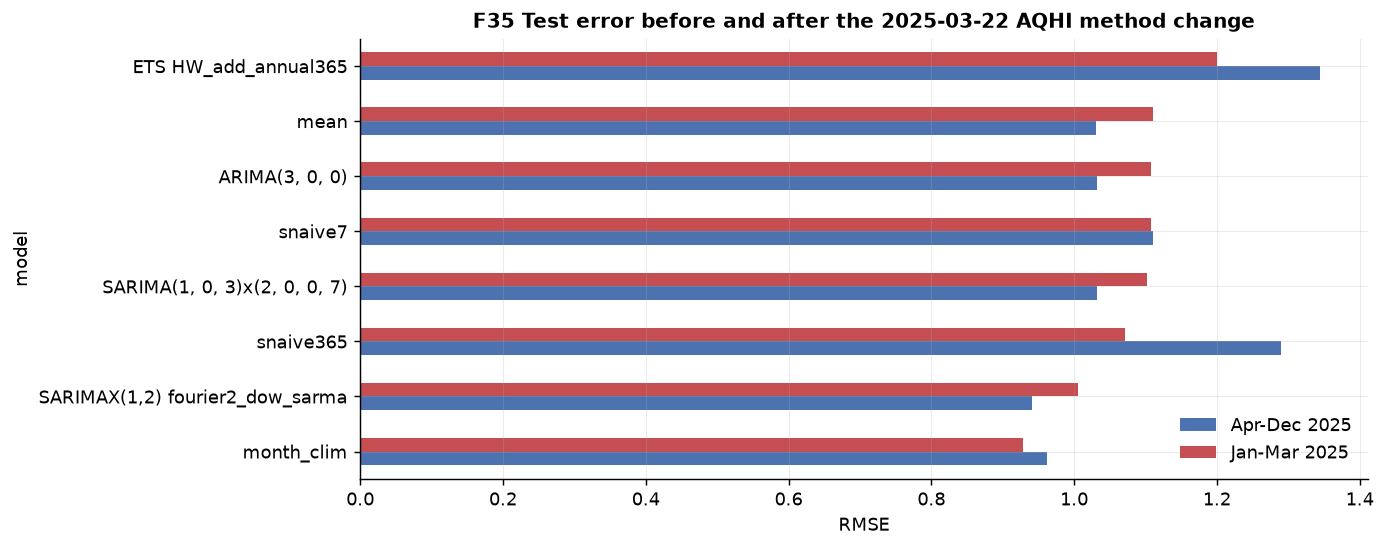 F35 Test error before and after the 2025-03-22 AQHI method change
model
ETS HW_add_annual365
mean
ARIMA(3, 0, 0)
snaive7
SARIMA(1, 0, 3)x(2, 0, 0, 7)
snaive365
SARIMAX(1,2) fourier2_dow_sarma
month_clim
Apr-Dec 2025
Jan-Mar 2025
0.0 0.2 0.4 0.6 0.8 1.0 1.2 1.4
RMSE